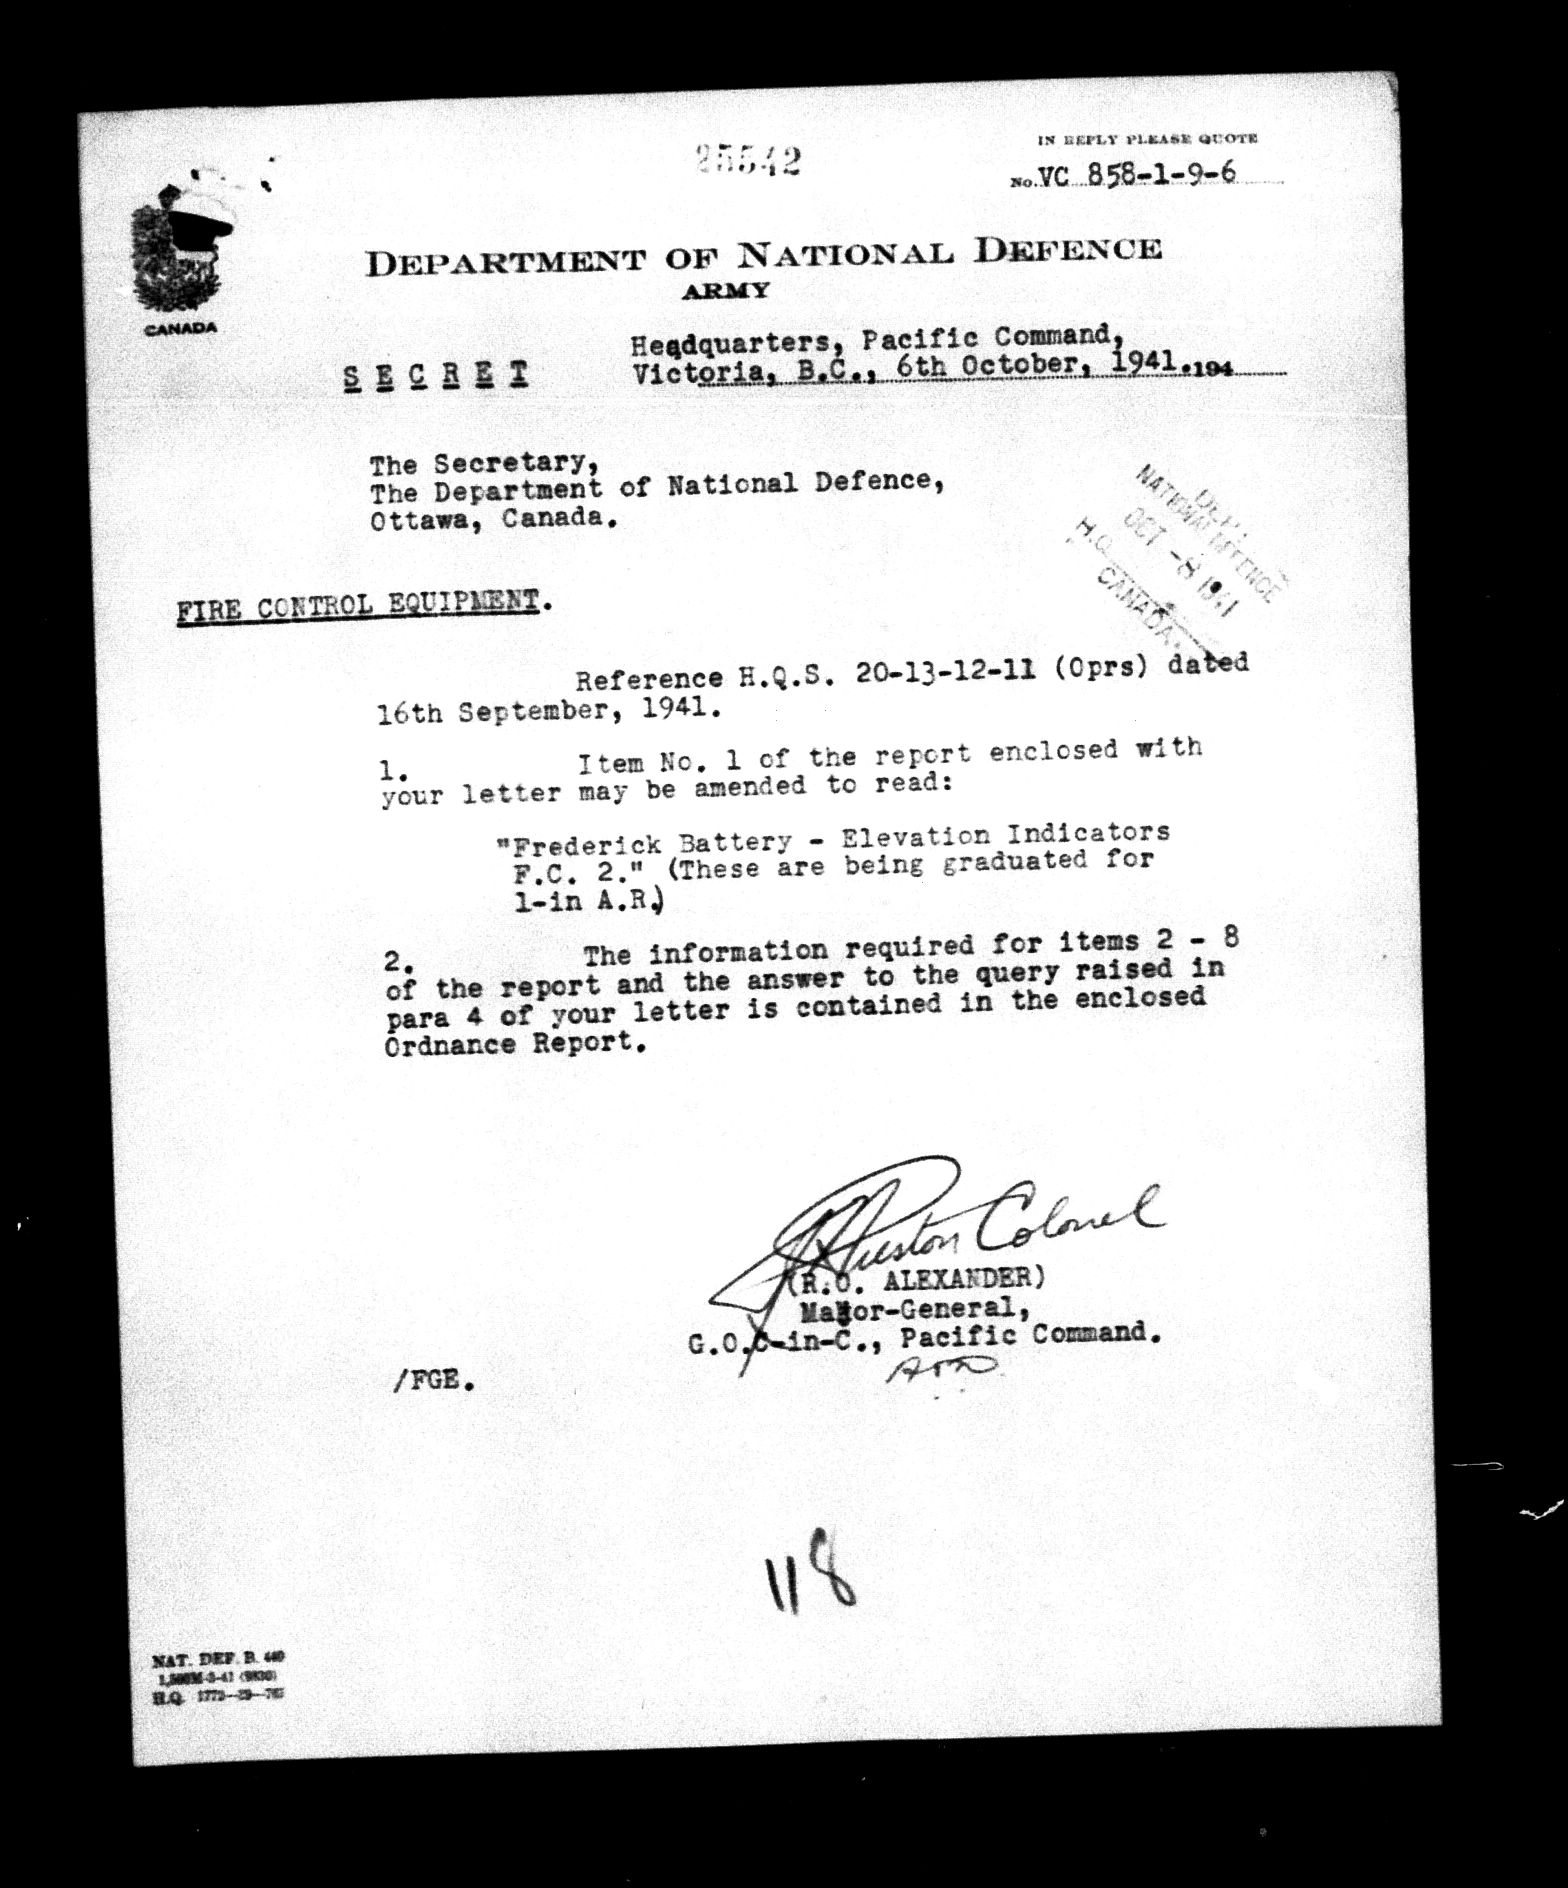 25542
IN REPLY PLEASE QUOTE
No. VC 858-1-9-6
DEPARTMENT OF NATIONAL DEFENCE
ARMY
CANADA
Headquarters, Pacific Command,
SECRET
Victoria, B.C., 6th October, 1941. 194
The Secretary,
The Department of National Defence,
Ottawa, Canada.
DEPT.
NATIONAL DEFENCE
OCT -8 1941
H.Q.
CANADA.
FIRE CONTROL EQUIPMENT.
Reference H.Q.S. 20-13-12-11 (Oprs) dated
16th September, 1941.
1. Item No. 1 of the report enclosed with
your letter may be amended to read:
"Frederick Battery - Elevation Indicators
F.C. 2." (These are being graduated for
1-in A.R.)
2. The information required for items 2 - 8
of the report and the answer to the query raised in
para 4 of your letter is contained in the enclosed
Ordnance Report.
Colonel
(R.O. ALEXANDER)
Major-General,
G.O.C-in-C., Pacific Command.
/FGE.
118
NAT. DEF. B. 440
H.Q.